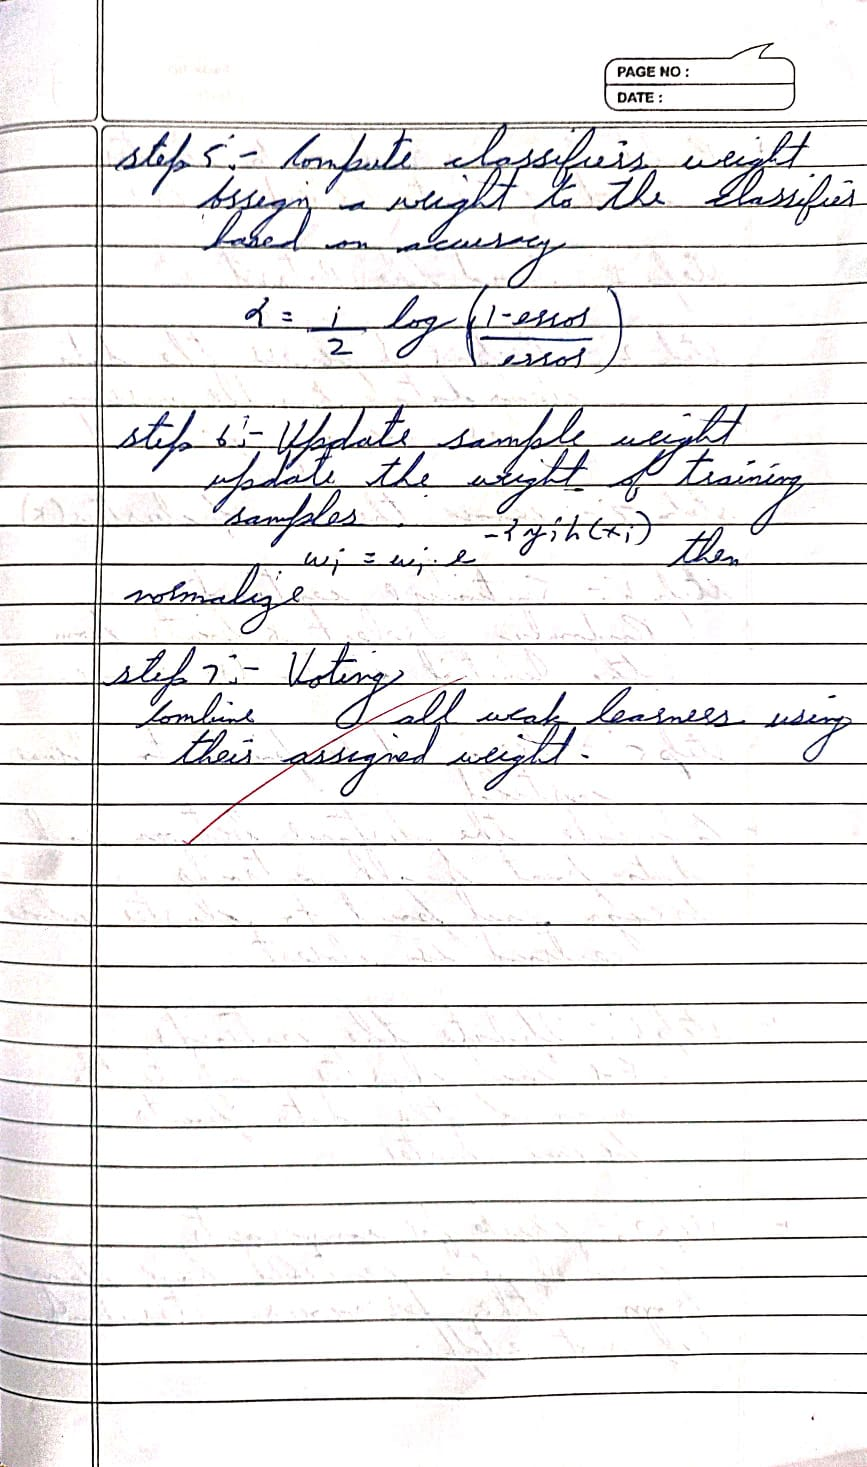 PAGE NO :
DATE :
step 5:- Compute classifiers weight
Assign a weight to the classifier
based on accuracy
α = 1/2 log (1-error/error)
step 6:- Update sample weight
update the weight of training
samples.
wi = wi · e^-αyih(xi) then
normalize
step 7:- Voting
Combine all weak learners using
their assigned weight.